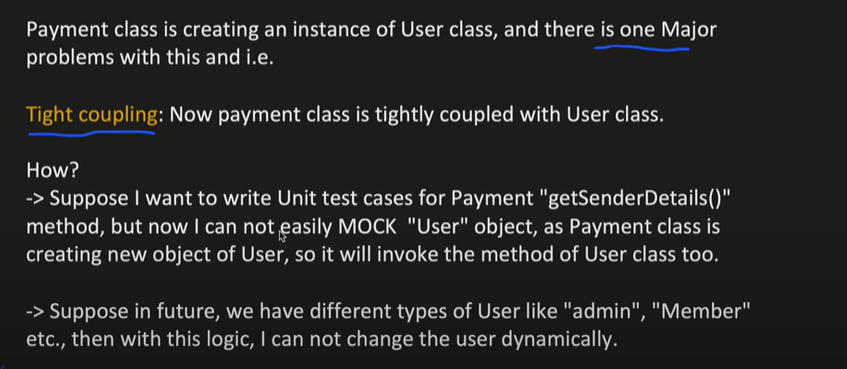 Payment class is creating an instance of User class, and there is one Major
problems with this and i.e.
Tight coupling: Now payment class is tightly coupled with User class.
How?
-> Suppose I want to write Unit test cases for Payment "getSenderDetails()"
method, but now I can not easily MOCK "User" object, as Payment class is
creating new object of User, so it will invoke the method of User class too.
-> Suppose in future, we have different types of User like "admin", "Member"
etc., then with this logic, I can not change the user dynamically.